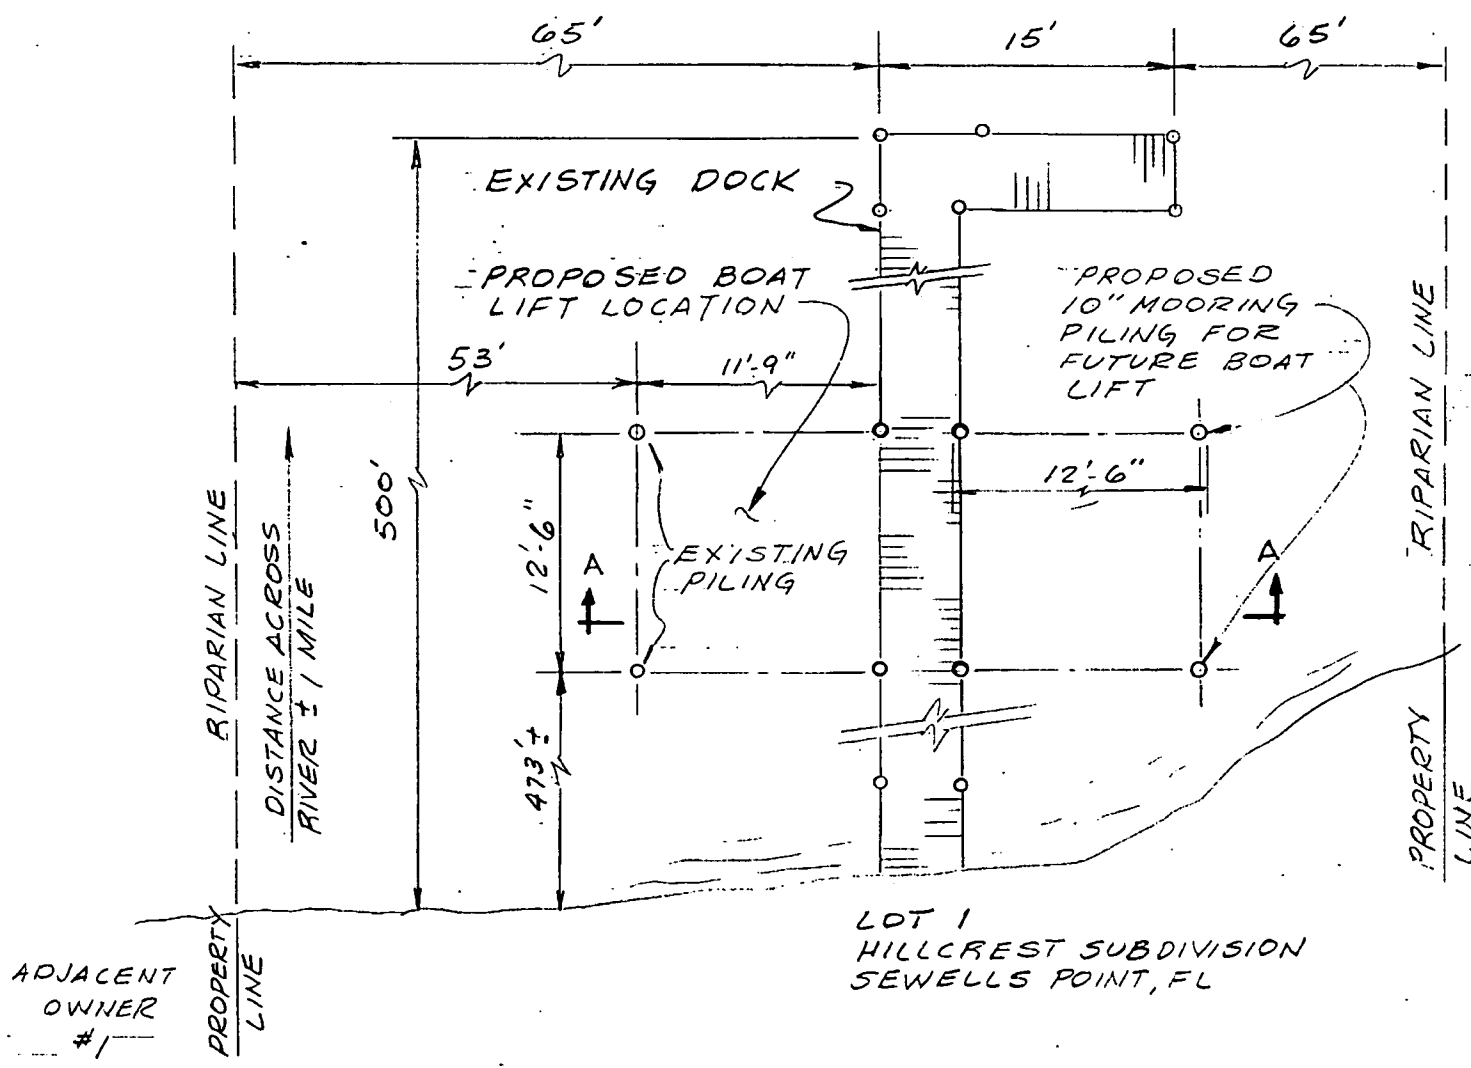 65'
15'
65'
EXISTING DOCK
PROPOSED BOAT
LIFT LOCATION
PROPOSED
10" MOORING
PILING FOR
FUTURE BOAT
LIFT
53'
11'-9"
500'
12'-6"
12'-6"
EXISTING
PILING
A
A
473'±
RIPARIAN LINE
DISTANCE ACROSS
RIVER ± 1 MILE
RIPARIAN LINE
PROPERTY
LINE
LOT 1
HILLCREST SUBDIVISION
SEWELLS POINT, FL
ADJACENT
OWNER
#1
PROPERTY
LINE